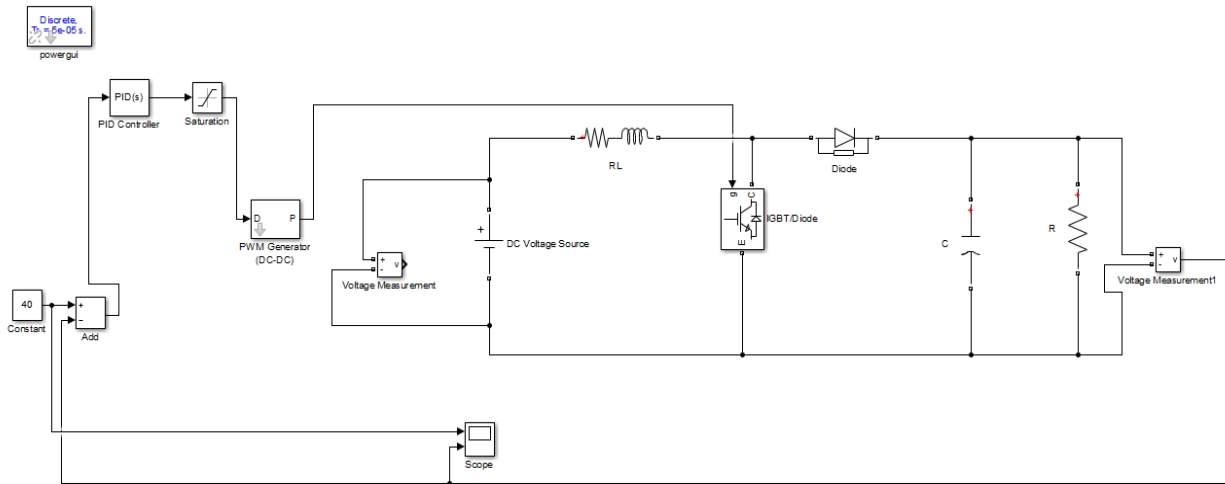 Discrete,
Ts = 5e-05 s.
powergui
PID(s)
PID Controller
Saturation
D
P
PWM Generator
(DC-DC)
40
Constant
+
−
Add
+
-
v
Voltage Measurement
+
DC Voltage Source
+
RL
g
C
E
IGBT/Diode
Diode
+
C
+
R
+
-
v
Voltage Measurement1
Scope